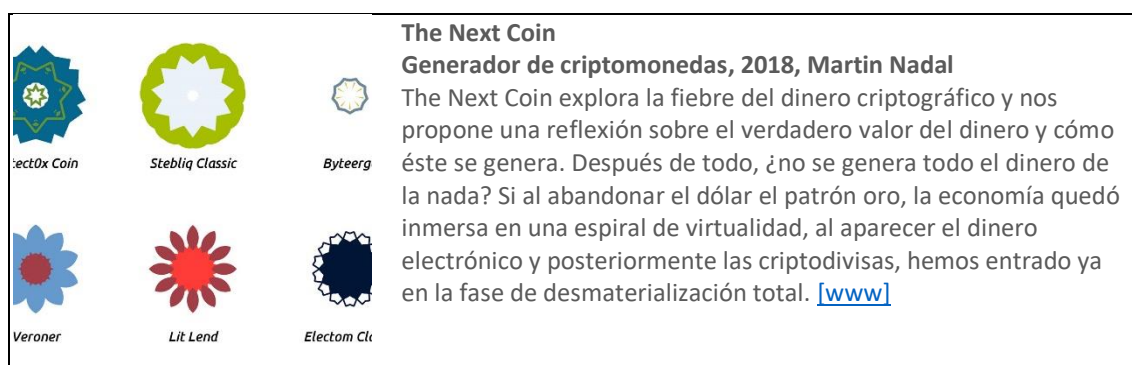 The Next Coin
Generador de criptomonedas, 2018, Martin Nadal
The Next Coin explora la fiebre del dinero criptográfico y nos
propone una reflexión sobre el verdadero valor del dinero y cómo
éste se genera. Después de todo, ¿no se genera todo el dinero de
la nada? Si al abandonar el dólar el patrón oro, la economía quedó
inmersa en una espiral de virtualidad, al aparecer el dinero
electrónico y posteriormente las criptodivisas, hemos entrado ya
en la fase de desmaterialización total. [www]
tect0x Coin Stebliq Classic Byteerg
Veroner Lit Lend Electom Clo